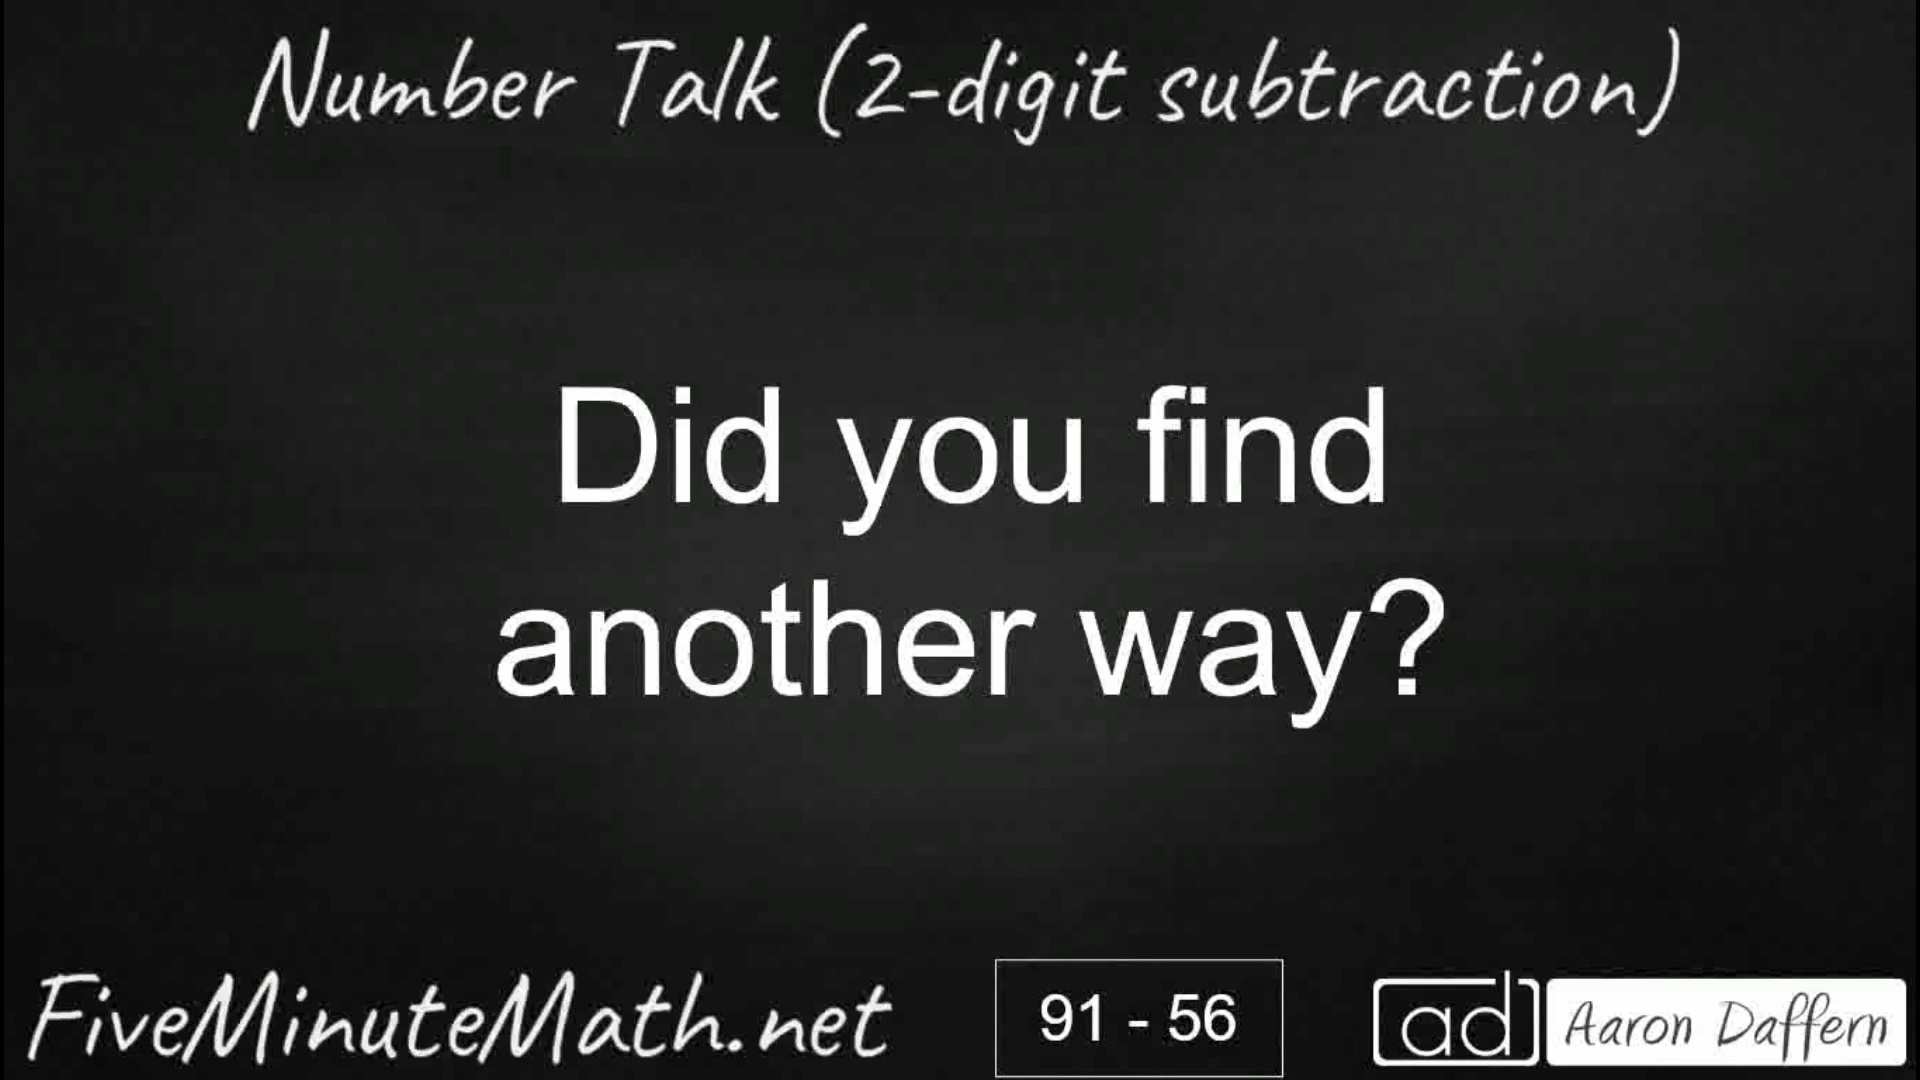 Number Talk (2-digit subtraction)
Did you find
another way?
FiveMinuteMath.net
91 - 56
ad
Aaron Daffern